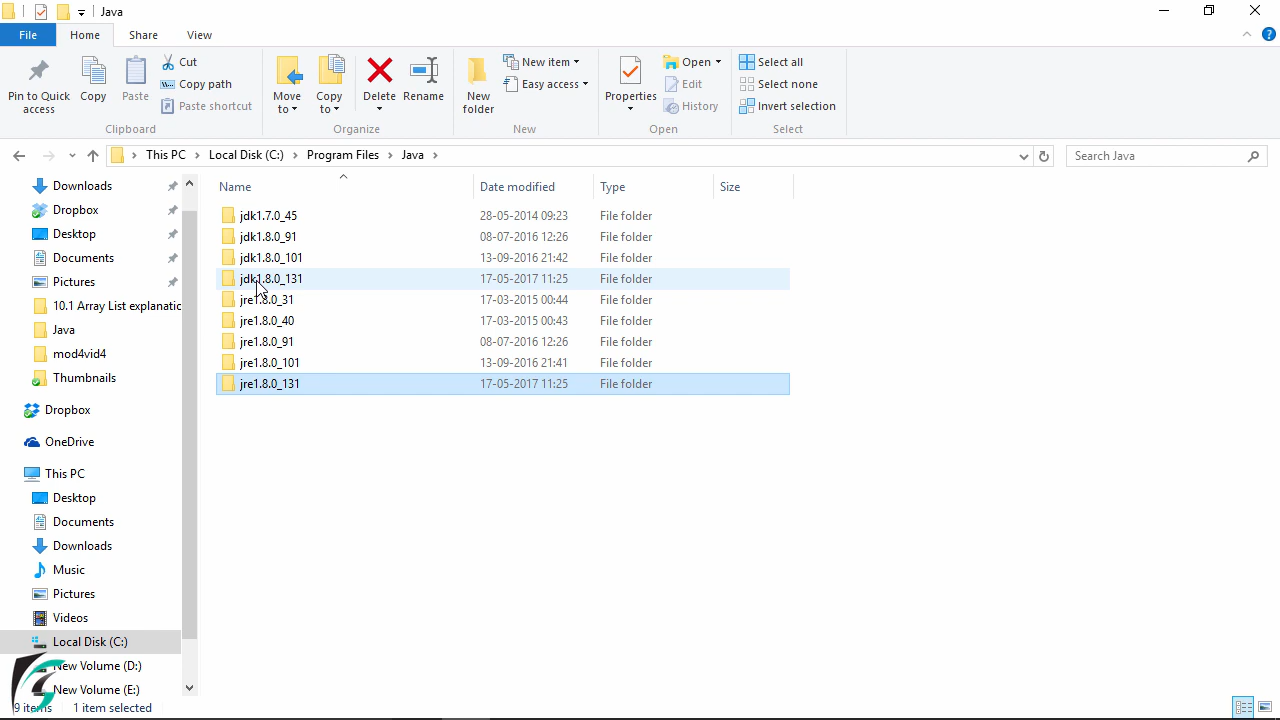 Java
File Home Share View
Pin to Quick access
Copy
Paste
Cut
Copy path
Paste shortcut
Clipboard
Move to
Copy to
Delete
Rename
Organize
New folder
New item
Easy access
New
Properties
Open
Edit
History
Open
Select all
Select none
Invert selection
Select
This PC > Local Disk (C:) > Program Files > Java >
Search Java
Downloads
Dropbox
Desktop
Documents
Pictures
10.1 Array List explanatic
Java
mod4vid4
Thumbnails
Dropbox
OneDrive
This PC
Desktop
Documents
Downloads
Music
Pictures
Videos
Local Disk (C:)
New Volume (D:)
New Volume (E:)
Name Date modified Type Size
jdk1.7.0_45 28-05-2014 09:23 File folder
jdk1.8.0_91 08-07-2016 12:26 File folder
jdk1.8.0_101 13-09-2016 21:42 File folder
jdk1.8.0_131 17-05-2017 11:25 File folder
jre1.8.0_31 17-03-2015 00:44 File folder
jre1.8.0_40 17-03-2015 00:43 File folder
jre1.8.0_91 08-07-2016 12:26 File folder
jre1.8.0_101 13-09-2016 21:41 File folder
jre1.8.0_131 17-05-2017 11:25 File folder
9 items 1 item selected